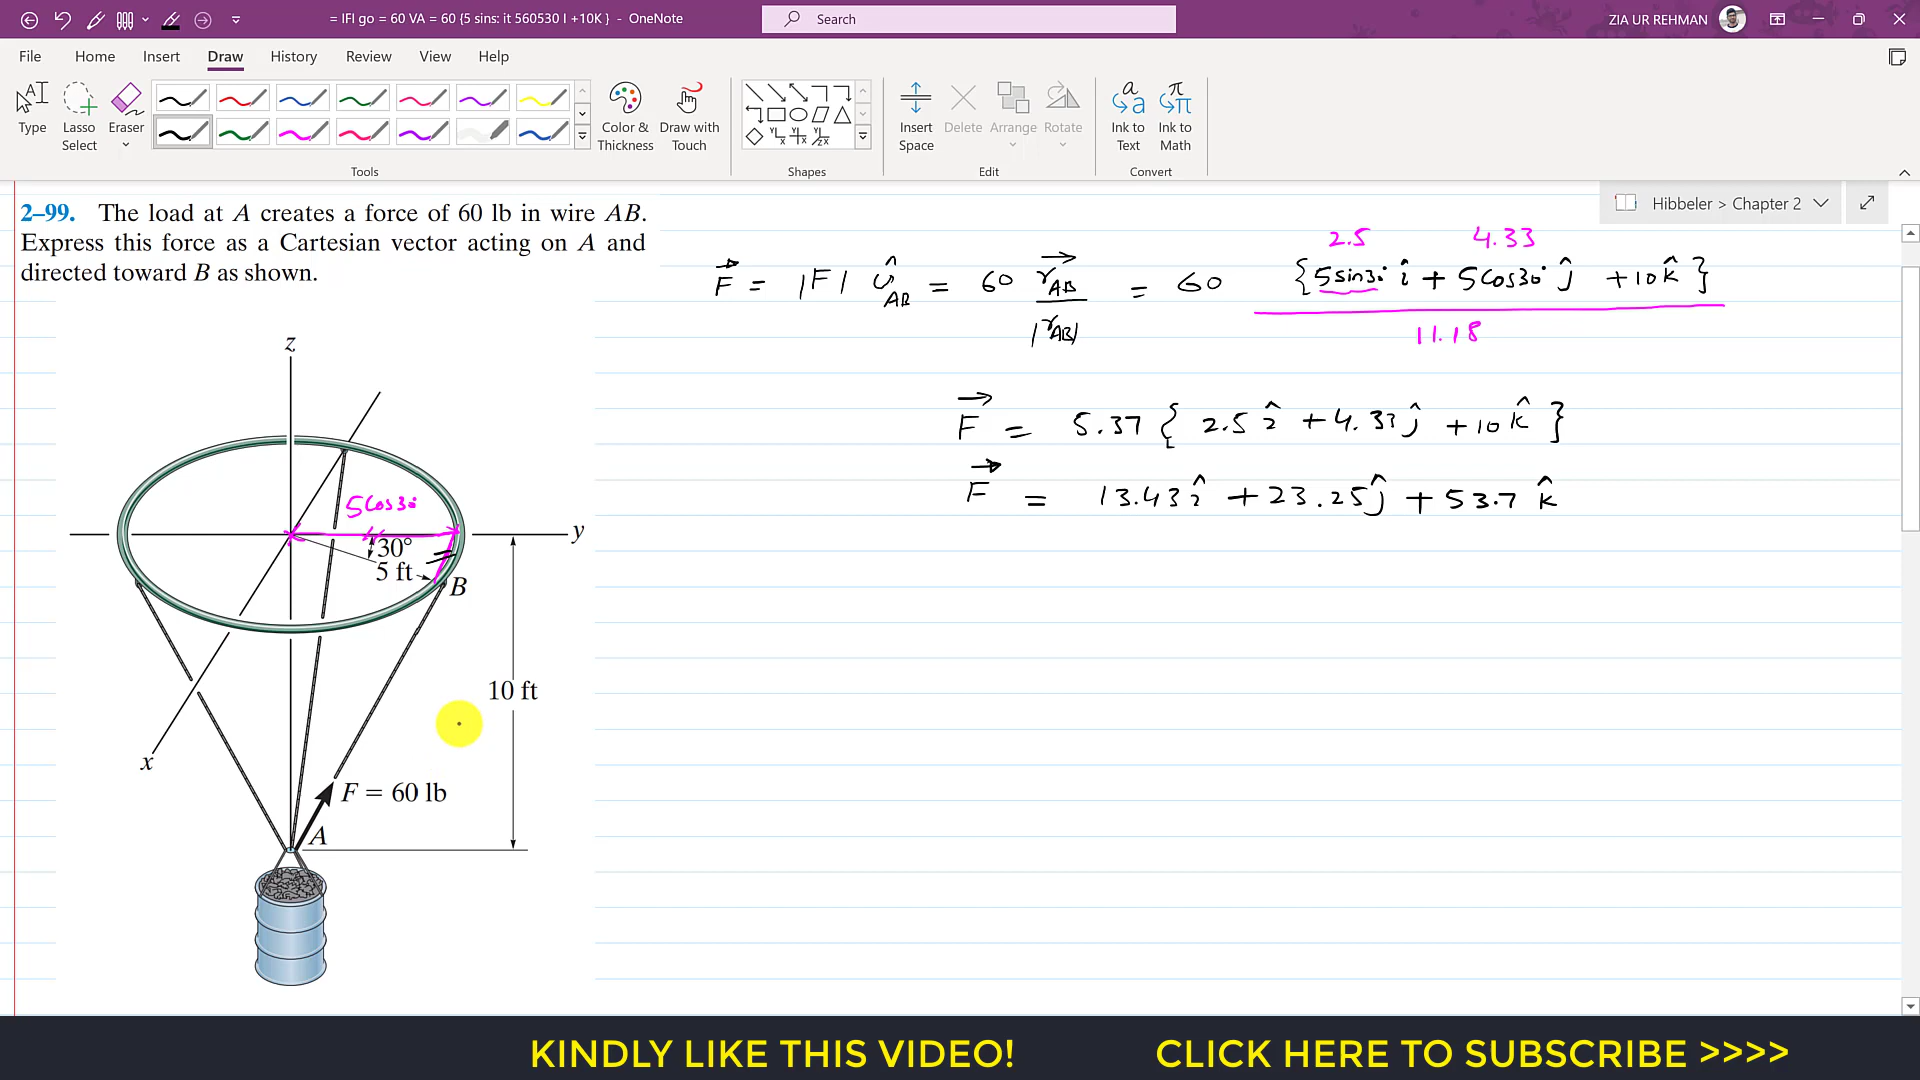 = IFI go = 60 VA = 60 {5 sins: it 560530 I +10K } - OneNote
Search
ZIA UR REHMAN
File Home Insert Draw History Review View Help
Type
Lasso Select
Eraser
Color & Thickness
Draw with Touch
Insert Space
Delete
Arrange
Rotate
Ink to Text
Ink to Math
Tools
Shapes
Edit
Convert
Hibbeler > Chapter 2
2–99. The load at A creates a force of 60 lb in wire AB.
Express this force as a Cartesian vector acting on A and
directed toward B as shown.
2.5 4.33
F = |F| û AB = 60 r AB / |r AB| = 60 {5sin30° î + 5cos30° ĵ + 10k̂ }
11.18
F = 5.37 { 2.5 î + 4.33 ĵ + 10 k̂ }
F = 13.43 î + 23.25 ĵ + 53.7 k̂
z
5cos30
y
30°
5 ft
B
10 ft
x
F = 60 lb
A
KINDLY LIKE THIS VIDEO!
CLICK HERE TO SUBSCRIBE >>>>